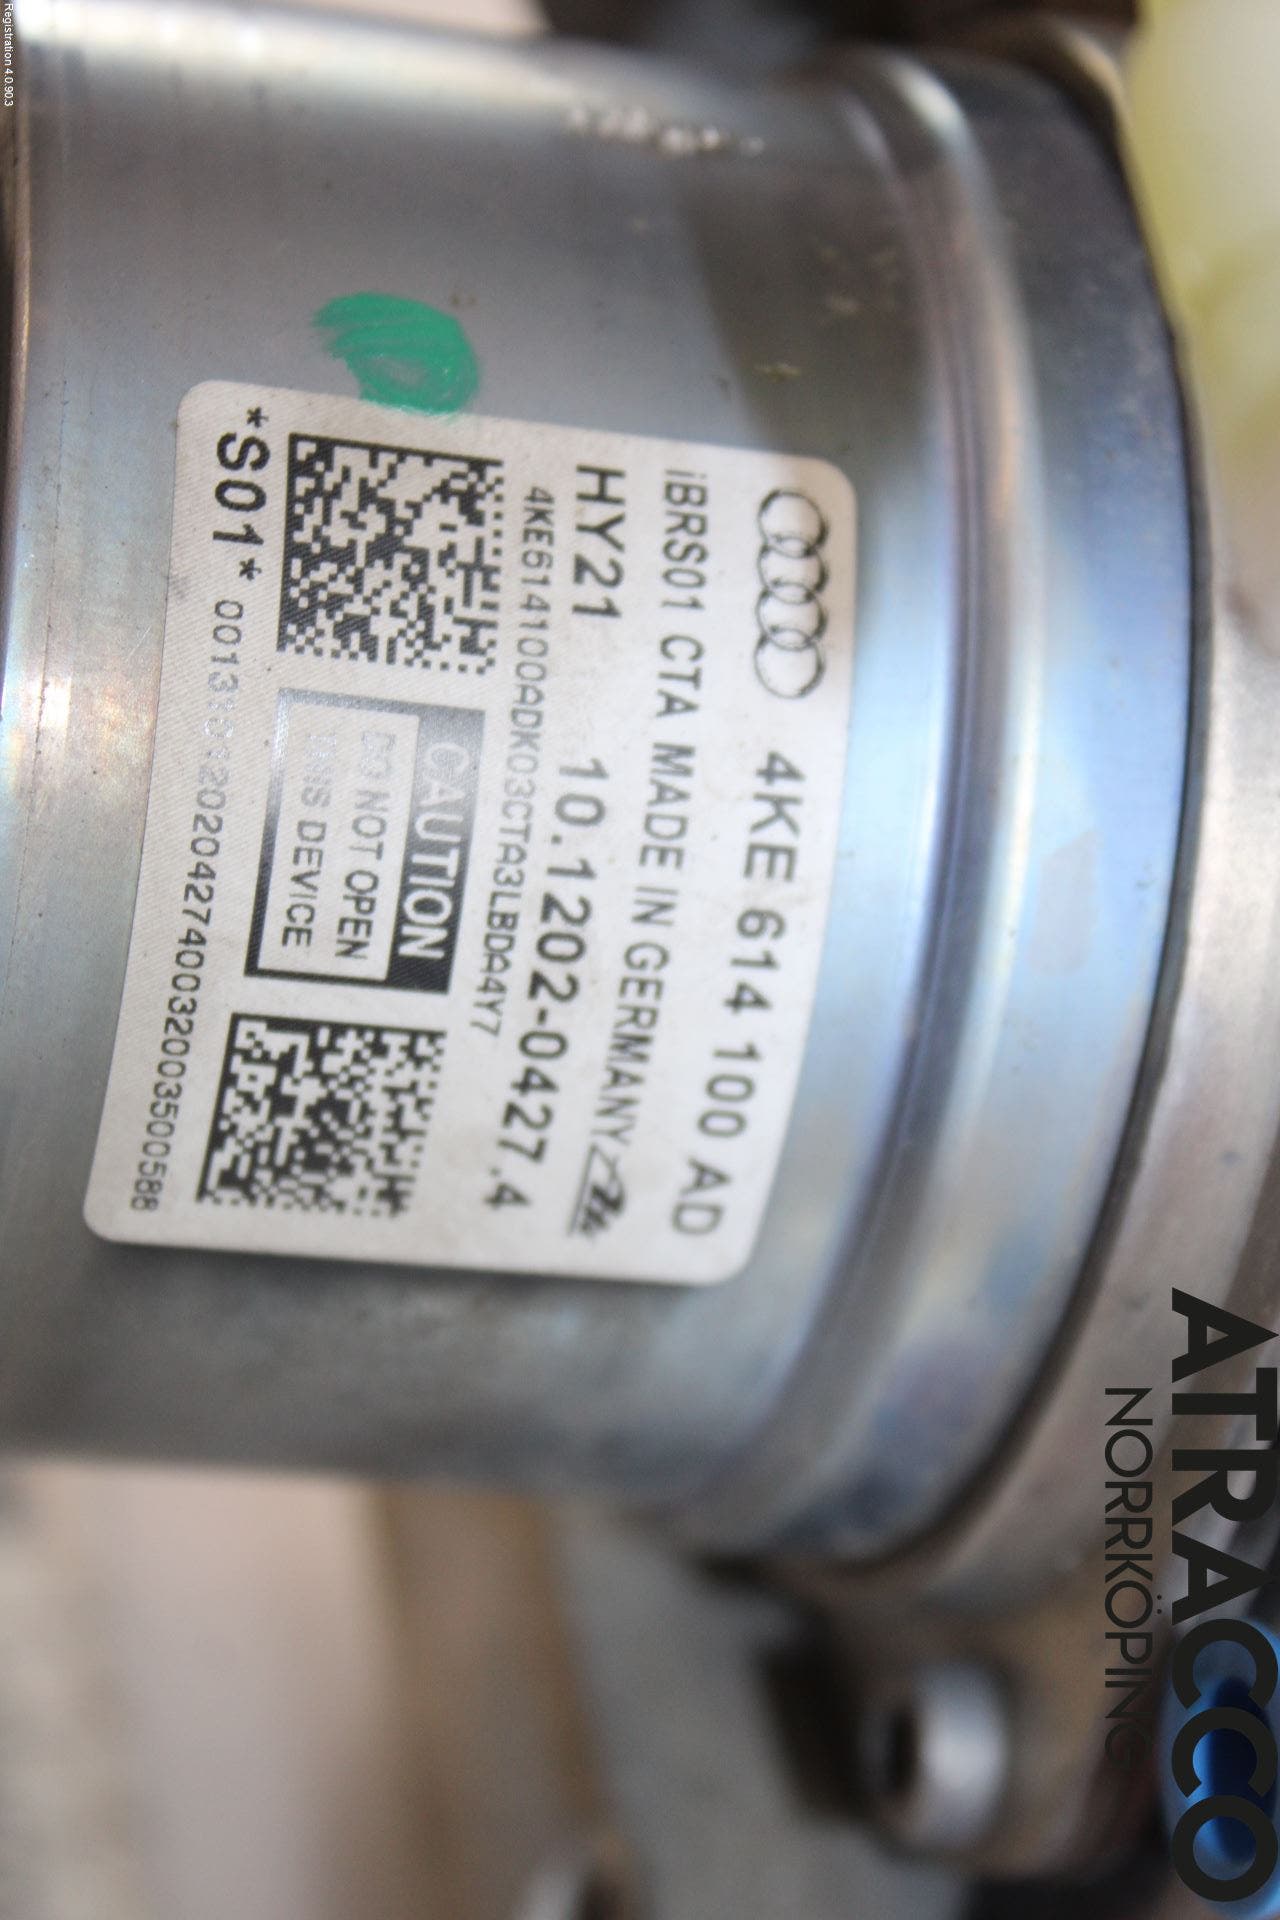 Registration 4.0.90.3
4KE 614 100 AD
iBRS01 CTA MADE IN GERMANY
HY21 10.1202-0427.4
4KE614100ADK03CTA3LBDA4Y7
CAUTION
DO NOT OPEN
THIS DEVICE
*S01*
ATRACCO
NORRKÖPING